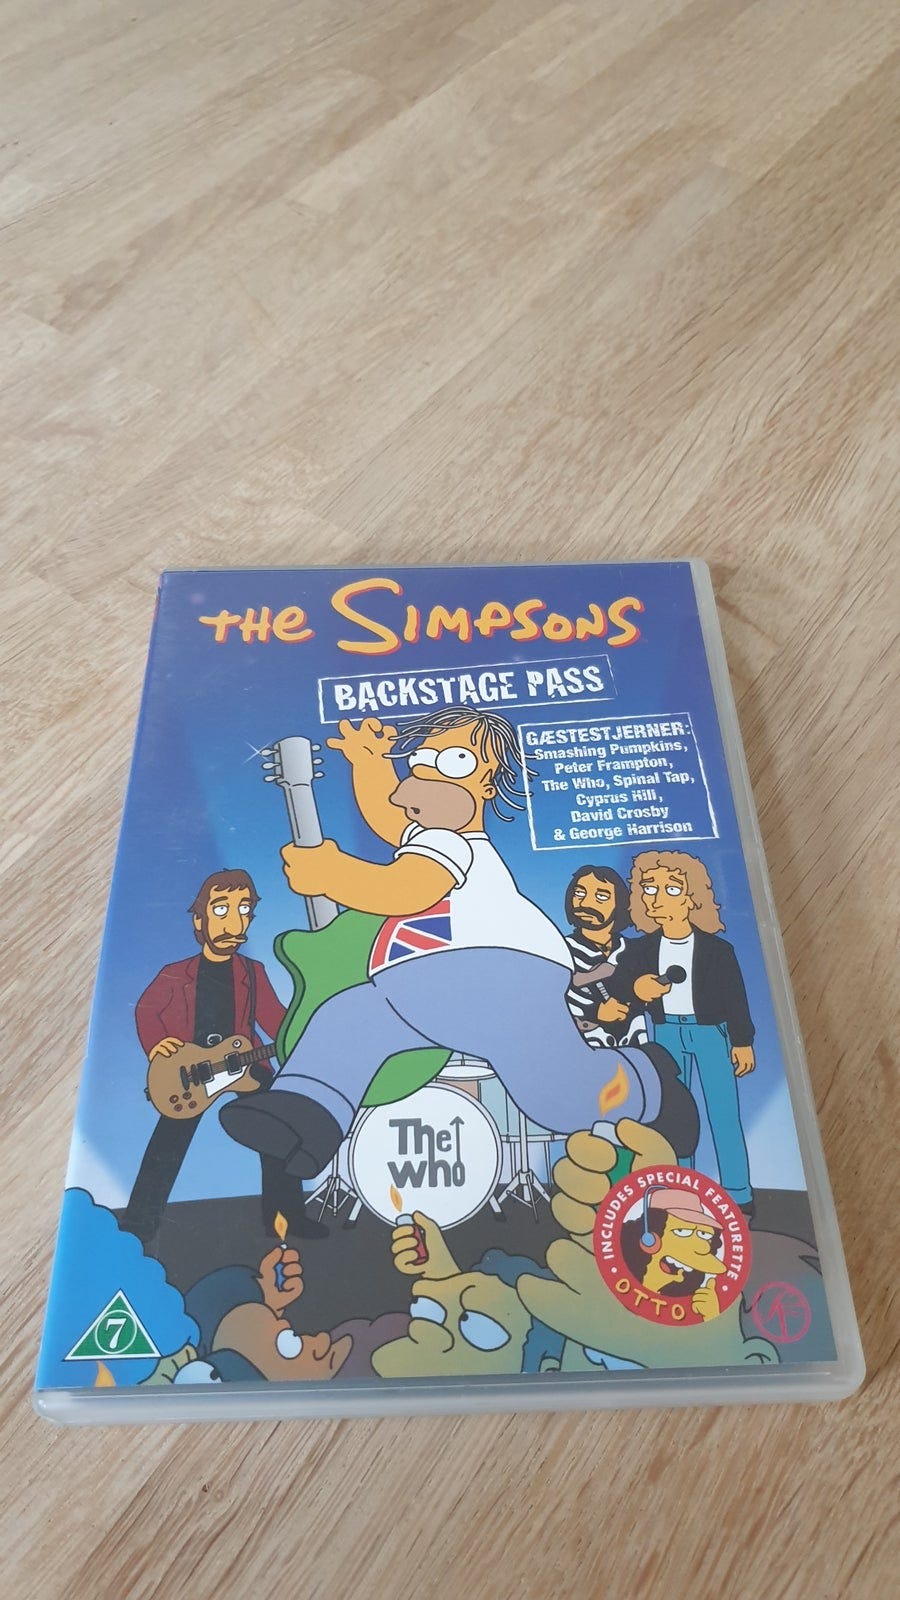 THE SIMPSONS
BACKSTAGE PASS
GÆSTESTJERNER:
Smashing Pumpkins,
Peter Frampton,
The Who, Spinal Tap,
Cyprus Hill,
David Crosby
& George Harrison
The
Who
• INCLUDES SPECIAL FEATURETTE •
OTTO
7
SF